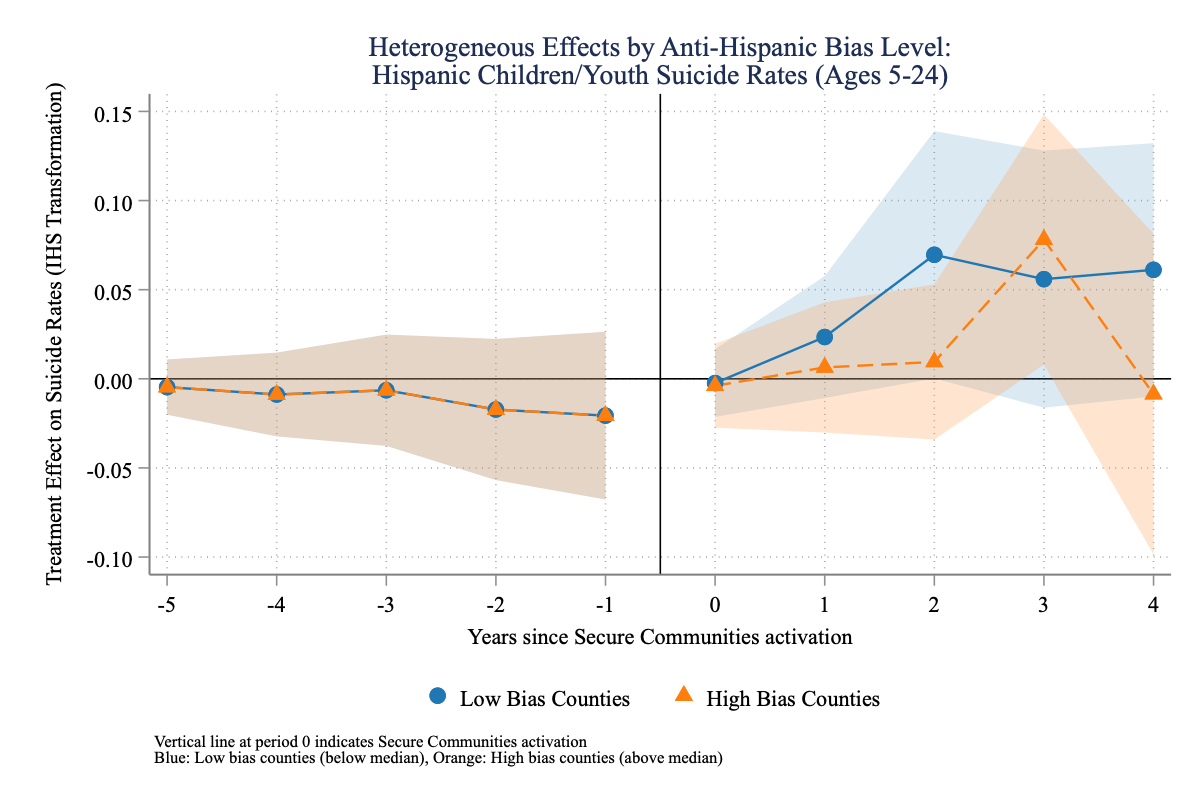 Heterogeneous Effects by Anti-Hispanic Bias Level:
Hispanic Children/Youth Suicide Rates (Ages 5-24)
Treatment Effect on Suicide Rates (IHS Transformation)
0.15
0.10
0.05
0.00
-0.05
-0.10
-5 -4 -3 -2 -1 0 1 2 3 4
Years since Secure Communities activation
Low Bias Counties High Bias Counties
Vertical line at period 0 indicates Secure Communities activation
Blue: Low bias counties (below median), Orange: High bias counties (above median)